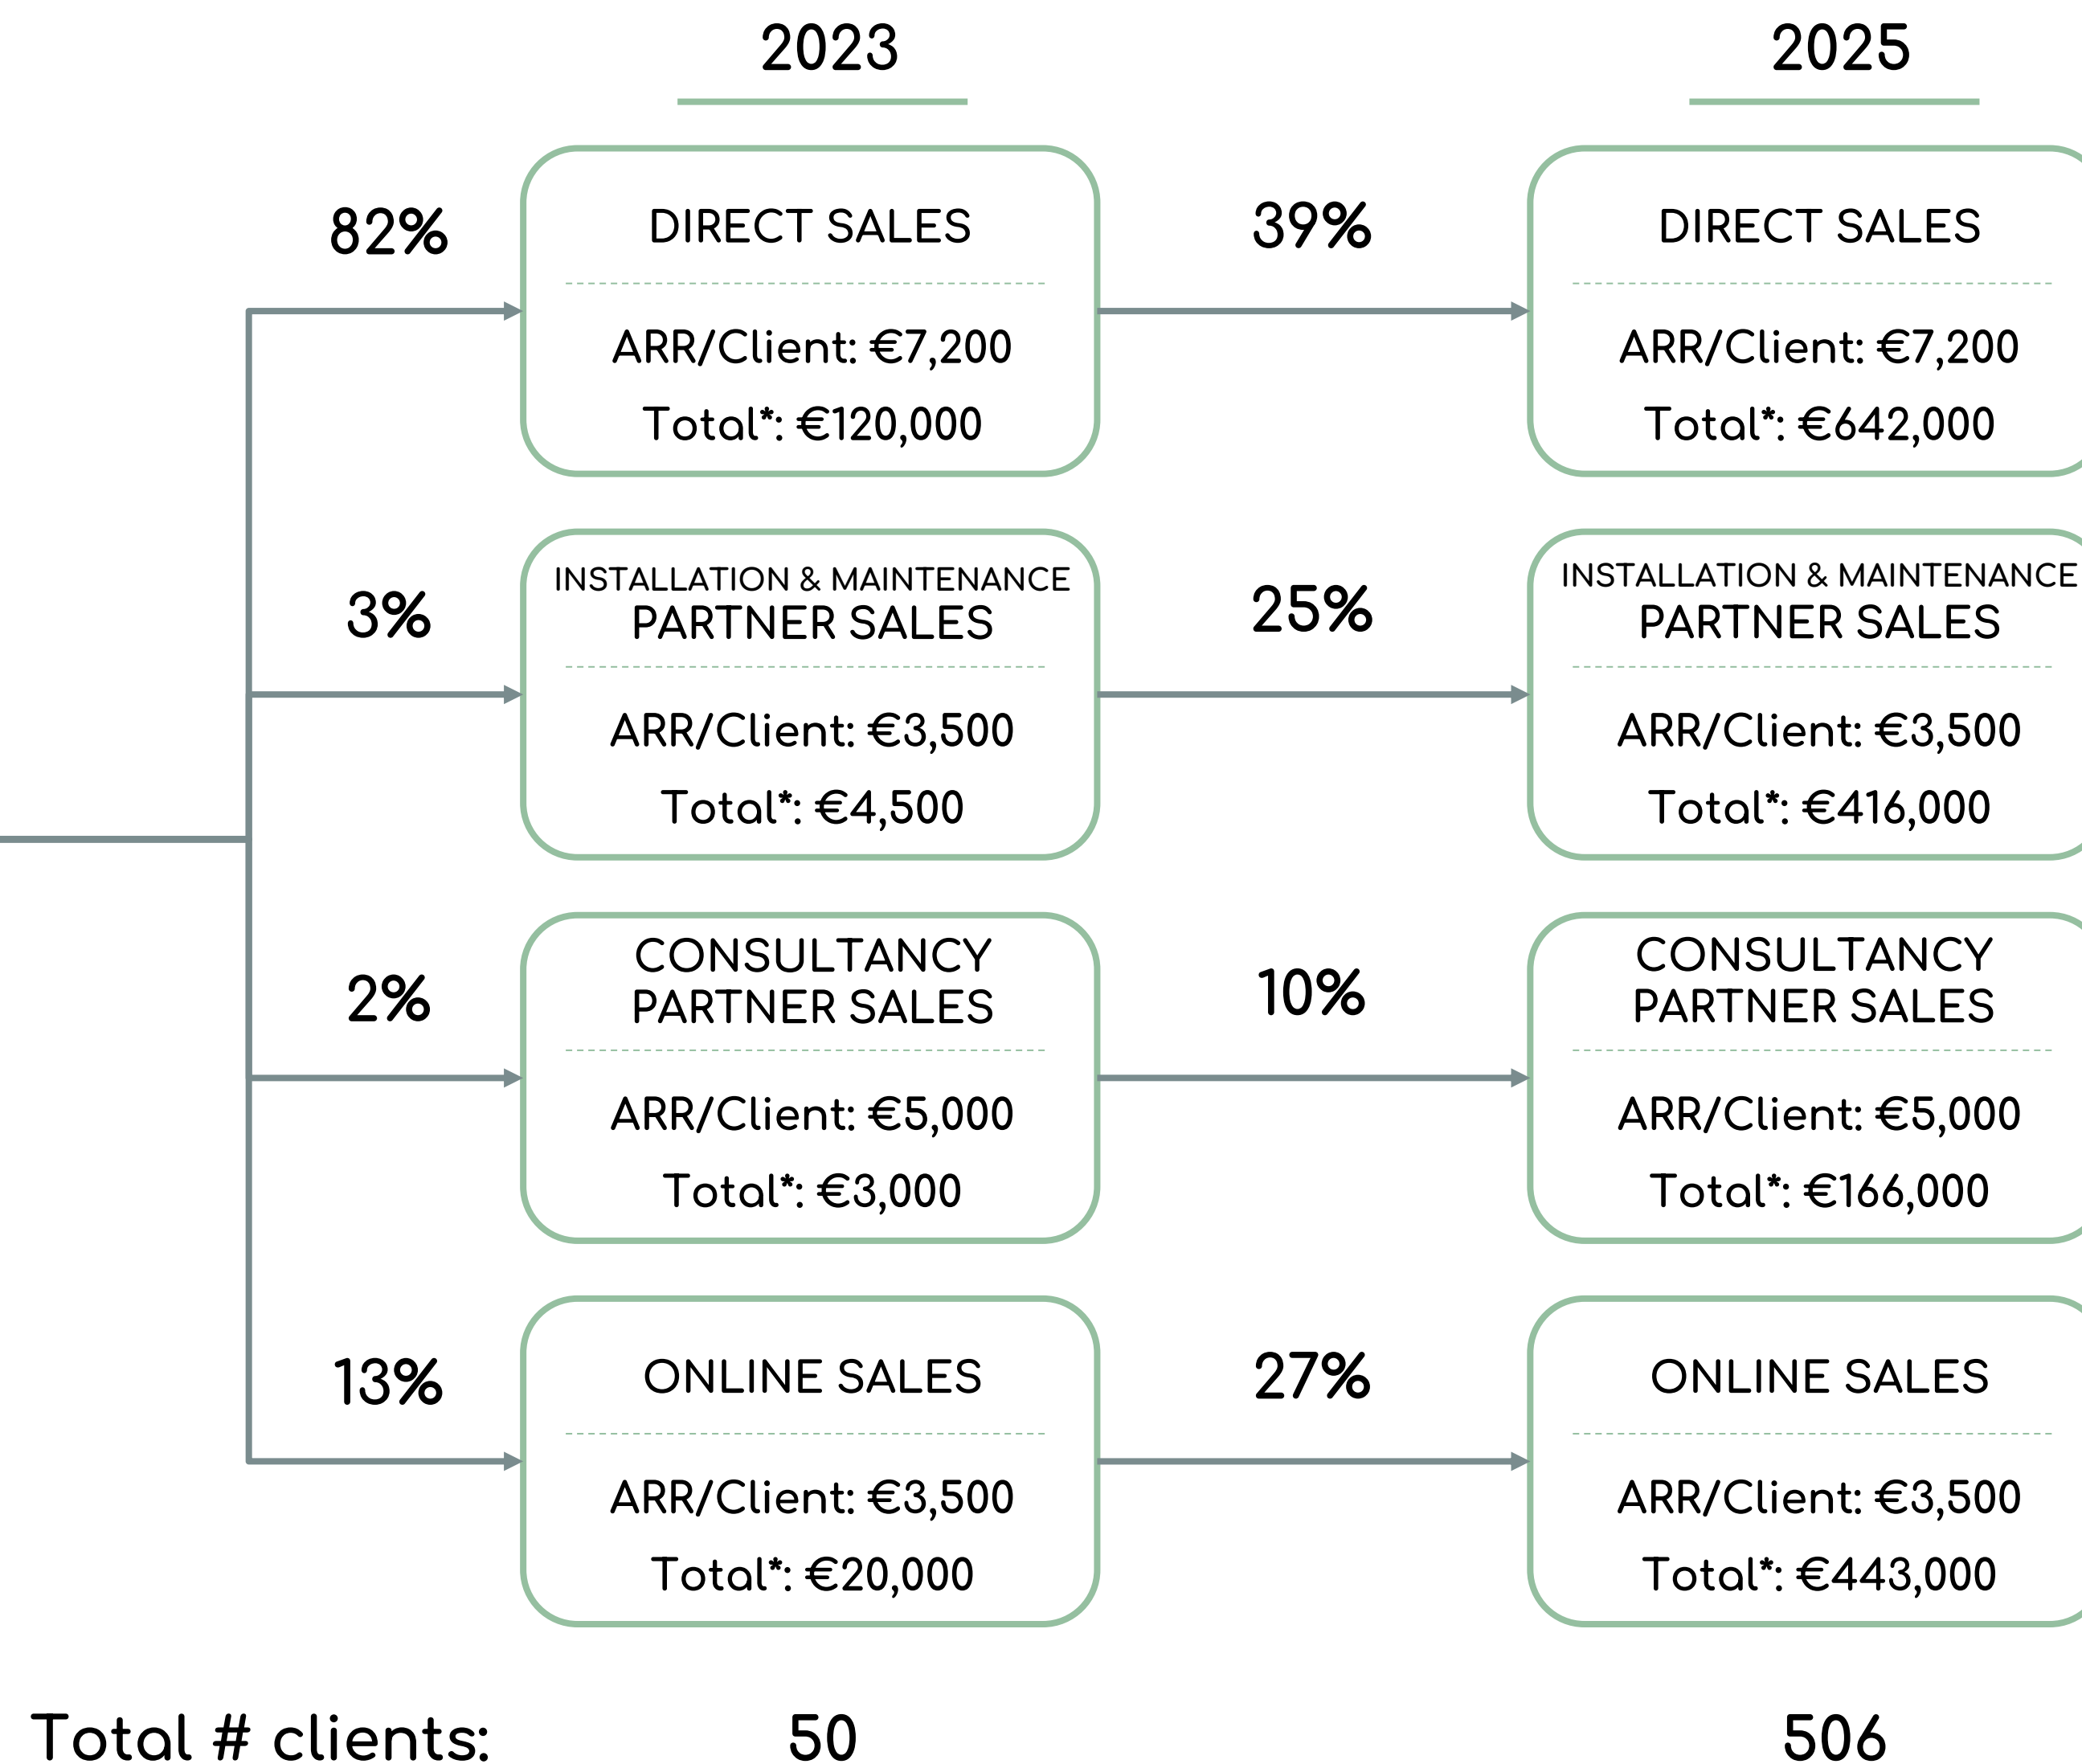 2023
2025
82%
DIRECT SALES
ARR/Client: €7,200
Total*: €120,000
39%
DIRECT SALES
ARR/Client: €7,200
Total*: €642,000
3%
INSTALLATION & MAINTENANCE
PARTNER SALES
ARR/Client: €3,500
Total*: €4,500
25%
INSTALLATION & MAINTENANCE
PARTNER SALES
ARR/Client: €3,500
Total*: €416,000
2%
CONSULTANCY
PARTNER SALES
ARR/Client: €5,000
Total*: €3,000
10%
CONSULTANCY
PARTNER SALES
ARR/Client: €5,000
Total*: €166,000
13%
ONLINE SALES
ARR/Client: €3,500
Total*: €20,000
27%
ONLINE SALES
ARR/Client: €3,500
Total*: €443,000
Total # clients:
50
506